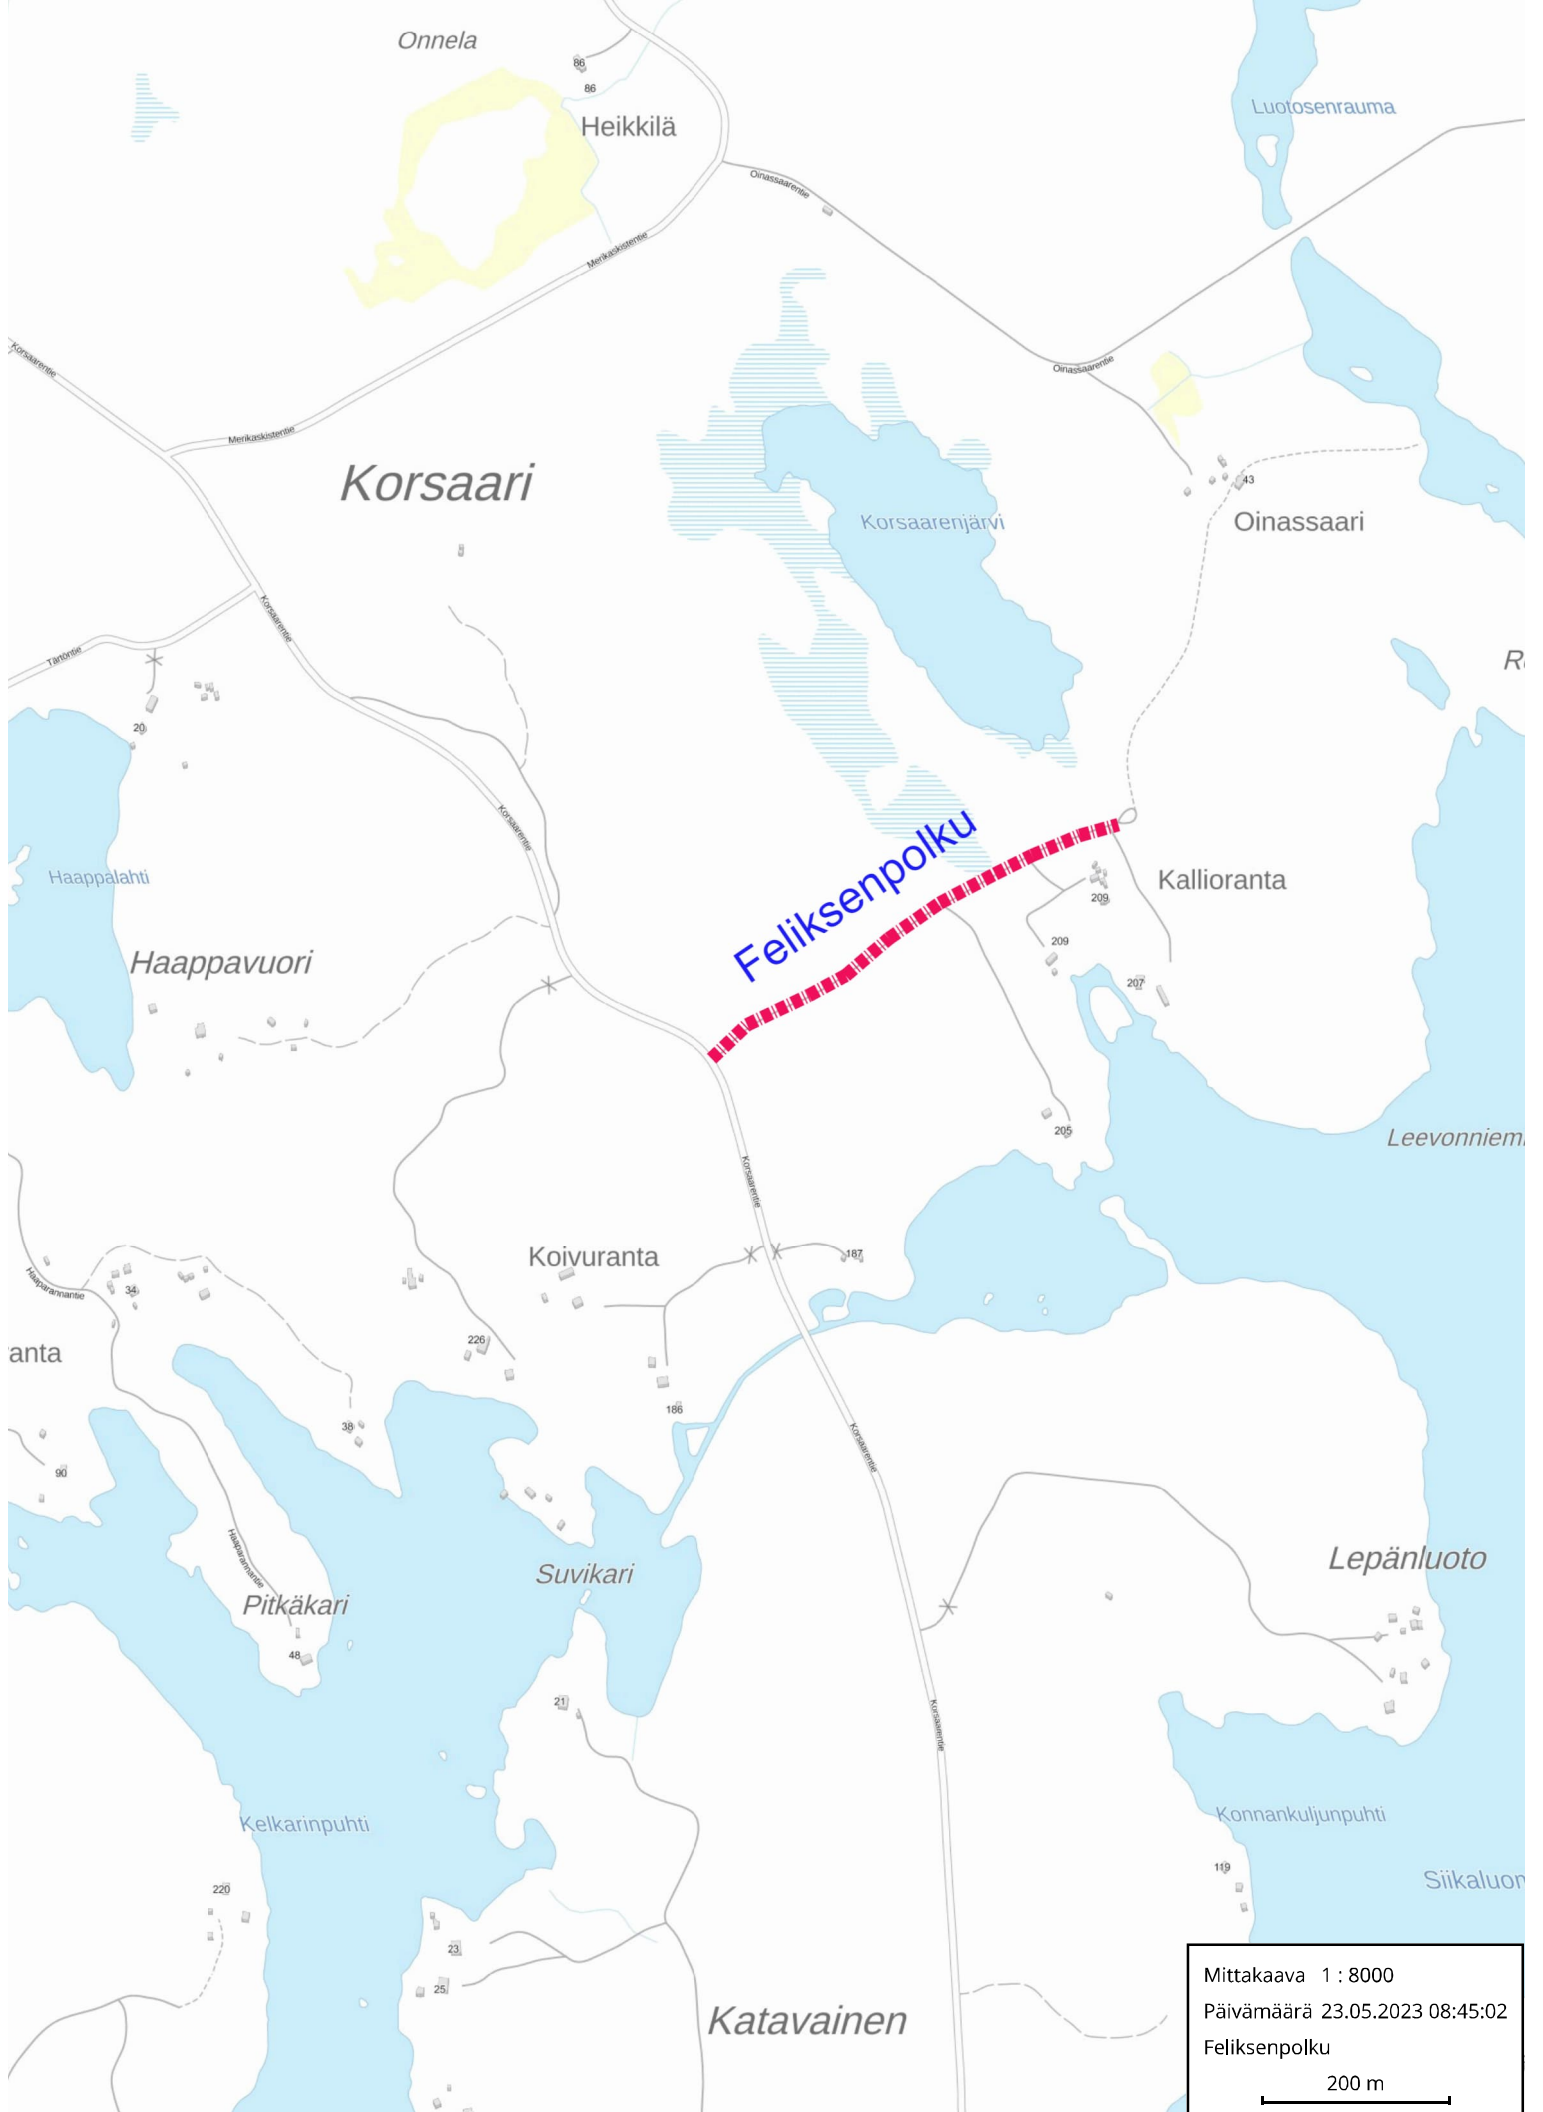 Onnela
86
86
Heikkilä
Luotosenrauma
Oinassaarentie
Merikaskistentie
Korsaarentie
Oinassaarentie
Merikaskistentie
Korsaari
43
Korsaarenjärvi
Oinassaari
Korsaarentie
Tartöntie
20
Korsaarentie
Feliksenpolku
Haappalahti
Kallioranta
209
209
Haappavuori
207
205
Leevonniem
Korsaarentie
Koivuranta
187
Haaparannantie
34
226
anta
186
38
Korsaarentie
90
Haaparannantie
Suvikari
Lepänluoto
Pitkäkari
48
21
Korsaarentie
Kelkarinpuhti
Konnankuljunpuhti
119
Siikaluon
220
23
25
Katavainen
Mittakaava 1 : 8000
Päivämäärä 23.05.2023 08:45:02
Feliksenpolku
200 m